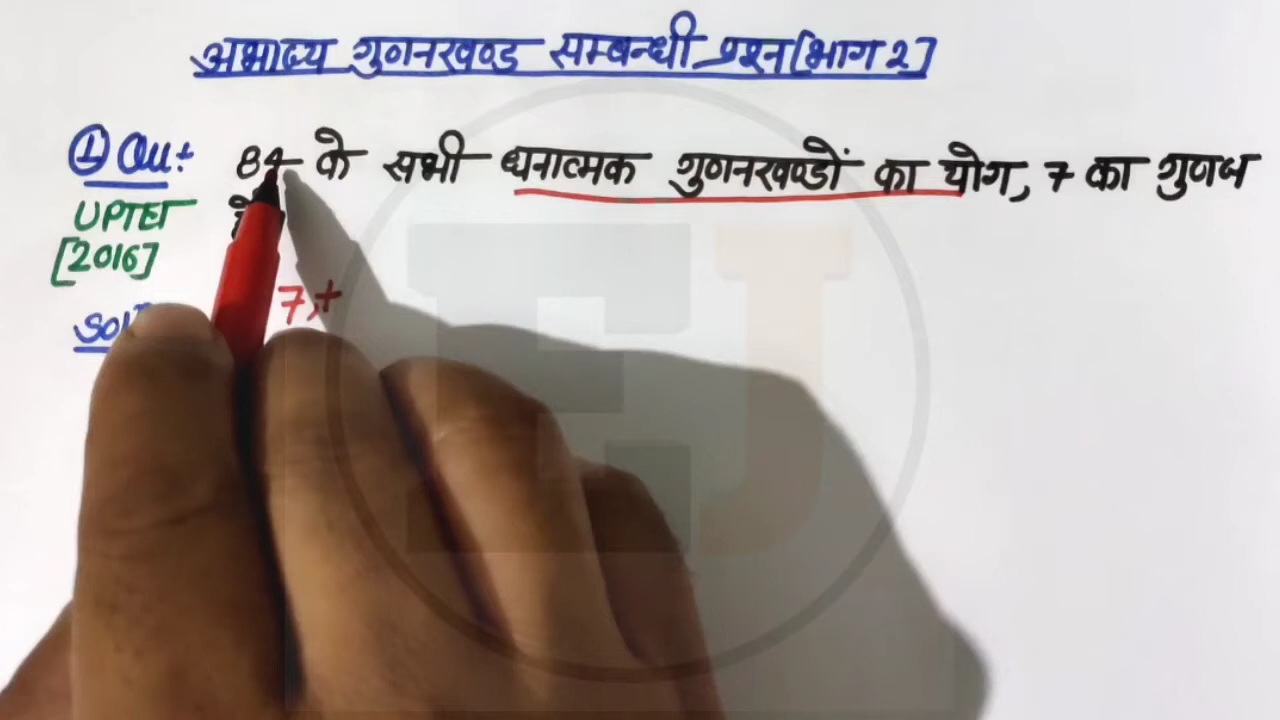 अभाज्य गुणनखण्ड सम्बन्धी प्रश्न [भाग 2]
① Qu:
84 के सभी धनात्मक गुणनखण्डों का योग, 7 का गुणज
UPTET
[2016]
7,+